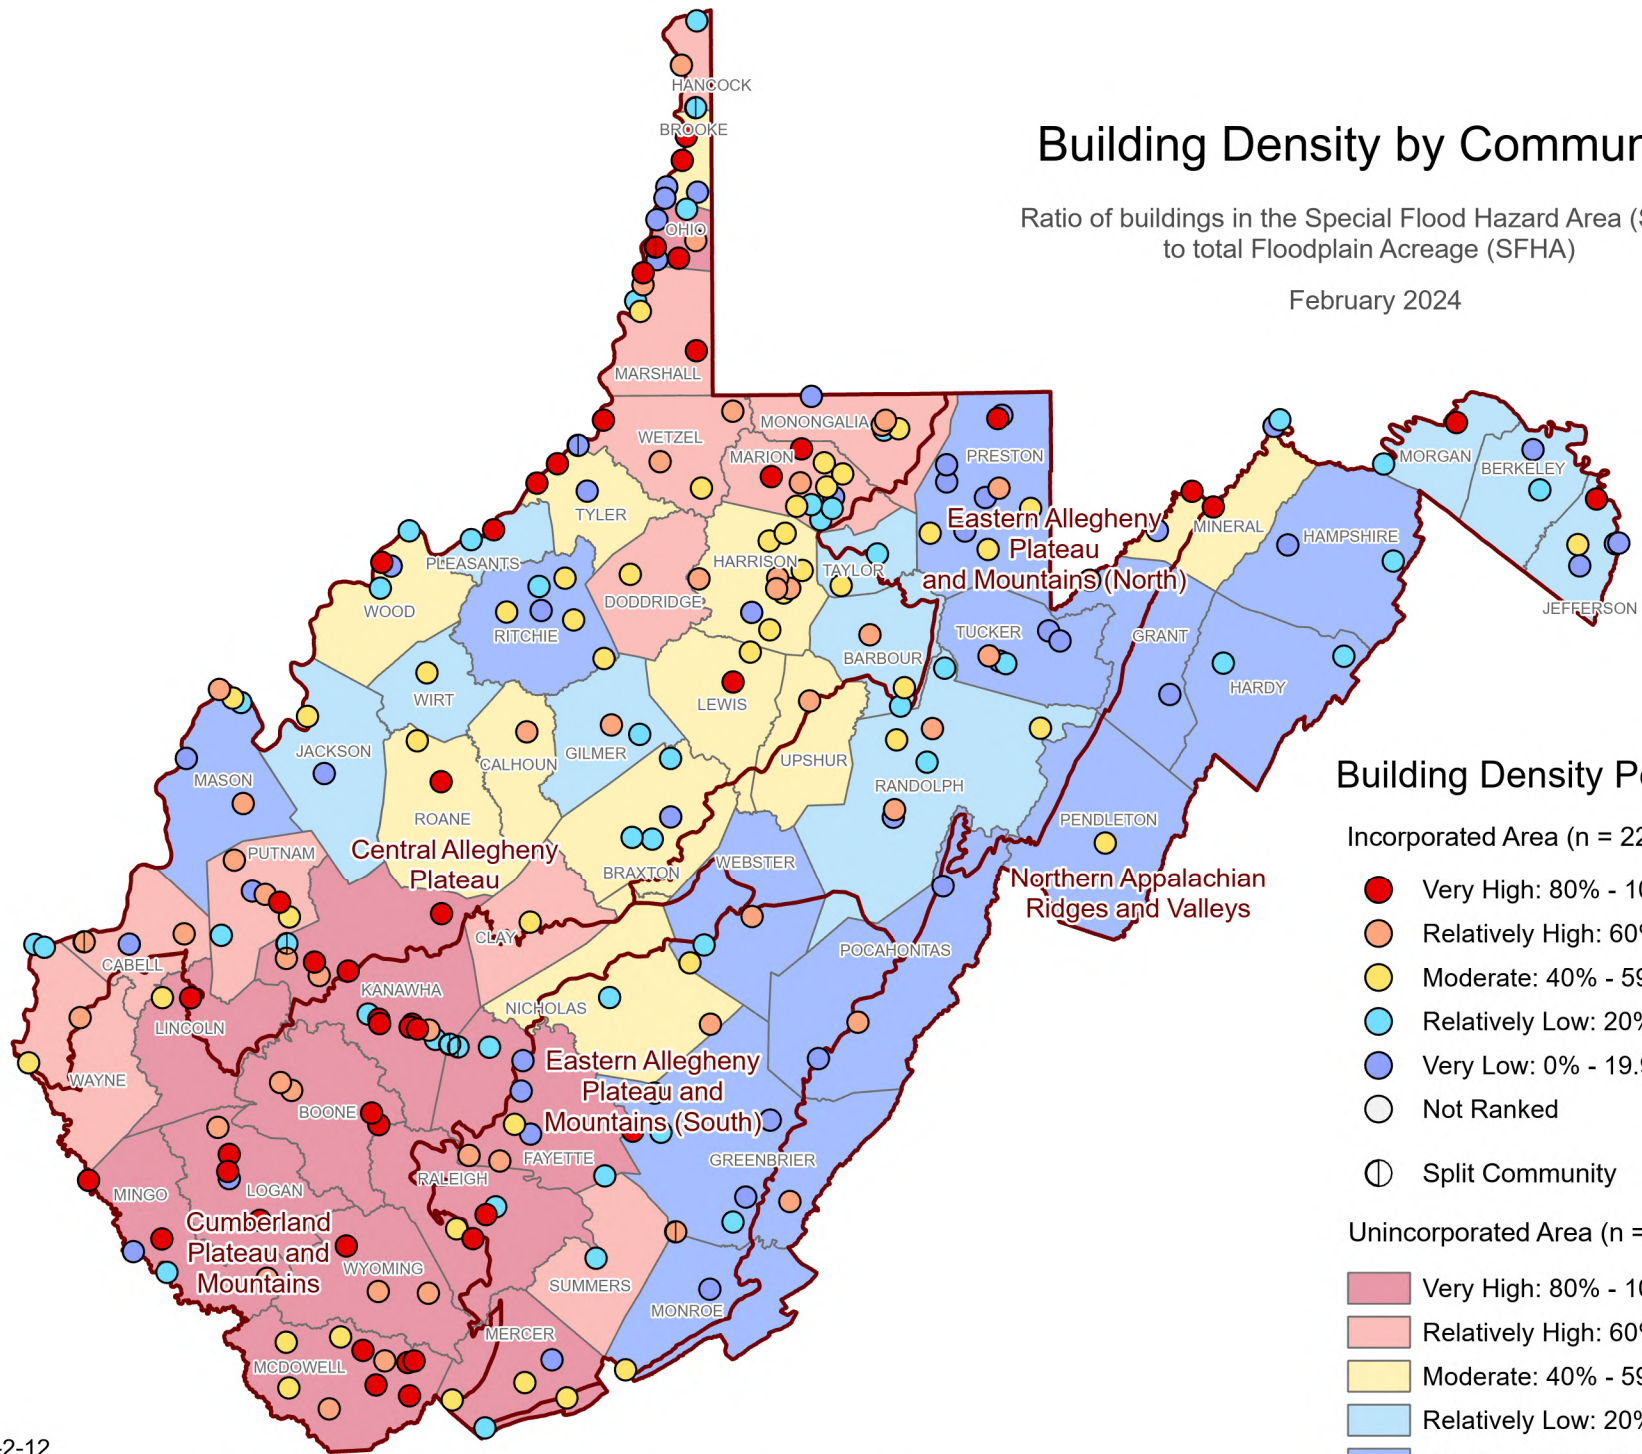 HANCOCK
BROOKE
Building Density by Commun
Ratio of buildings in the Special Flood Hazard Area (S
to total Floodplain Acreage (SFHA)
February 2024
OHIO
MARSHALL
MONONGALIA
WETZEL
MARION
PRESTON
MORGAN
BERKELEY
TYLER
Eastern Allegheny
Plateau
and Mountains (North)
MINERAL
HAMPSHIRE
PLEASANTS
HARRISON
TAYLOR
DODDRIDGE
WOOD
JEFFERSON
RITCHIE
TUCKER
GRANT
BARBOUR
HARDY
WIRT
LEWIS
JACKSON
GILMER
CALHOUN
UPSHUR
MASON
RANDOLPH
Building Density Pe
ROANE
PENDLETON
Incorporated Area (n = 22
PUTNAM
Central Allegheny
Plateau
WEBSTER
BRAXTON
Northern Appalachian
Ridges and Valleys
Very High: 80% - 10
Relatively High: 60%
Moderate: 40% - 59
Relatively Low: 20%
Very Low: 0% - 19.9
Not Ranked
Split Community
CLAY
POCAHONTAS
CABELL
KANAWHA
NICHOLAS
LINCOLN
Eastern Allegheny
Plateau and
Mountains (South)
WAYNE
BOONE
FAYETTE
GREENBRIER
RALEIGH
MINGO
LOGAN
Cumberland
Plateau and
Mountains
WYOMING
SUMMERS
MONROE
Unincorporated Area (n =
Very High: 80% - 10
Relatively High: 60%
Moderate: 40% - 59
Relatively Low: 20%
MERCER
MCDOWELL
-2-12